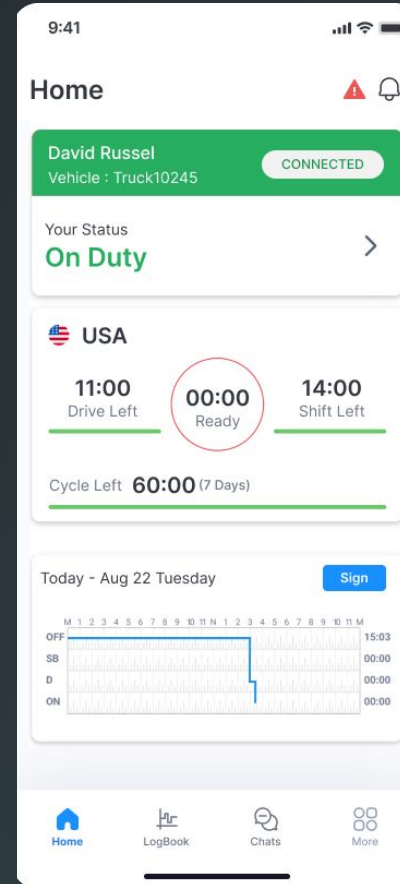 9:41
Home
David Russel
Vehicle : Truck10245
CONNECTED
Your Status
On Duty
USA
11:00
Drive Left
00:00
Ready
14:00
Shift Left
Cycle Left 60:00 (7 Days)
Today - Aug 22 Tuesday
Sign
M 1 2 3 4 5 6 7 8 9 10 11 N 1 2 3 4 5 6 7 8 9 10 11 M
OFF 15:03
SB 00:00
D 00:00
ON 00:00
Home
LogBook
Chats
More